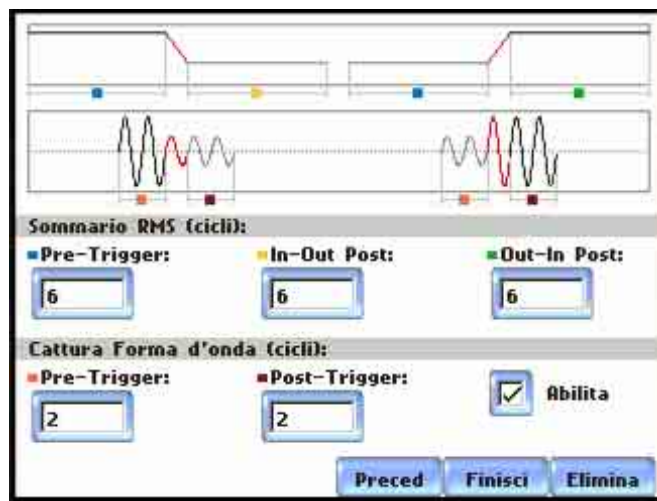 Sommario RMS (cicli):
Pre-Trigger: In-Out Post: Out-In Post:
6 6 6
Cattura Forma d'onda (cicli):
Pre-Trigger: Post-Trigger:
2 2 Abilita
Preced Finisci Elimina